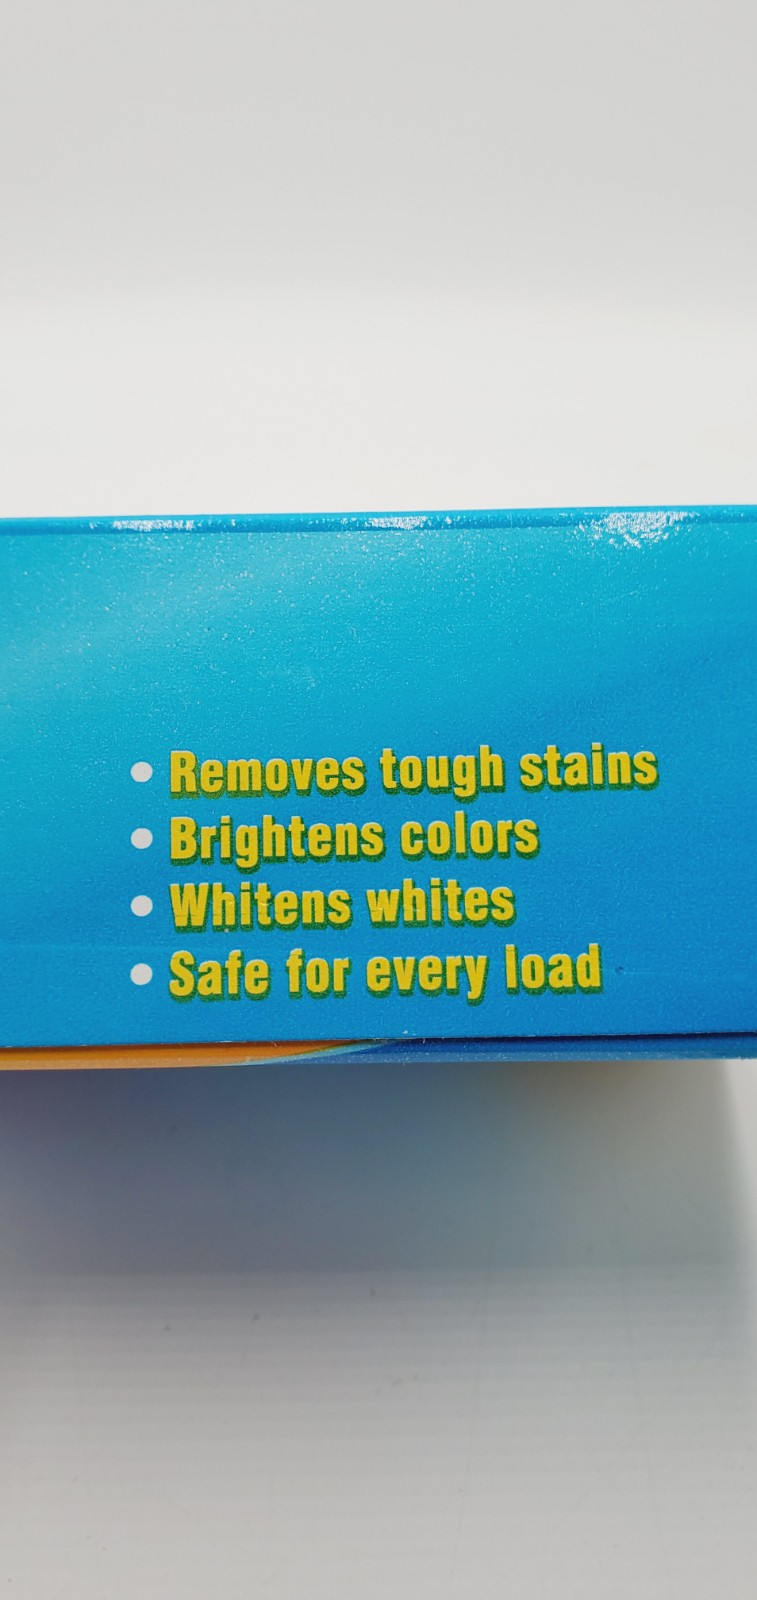 • Removes tough stains
• Brightens colors
• Whitens whites
• Safe for every load